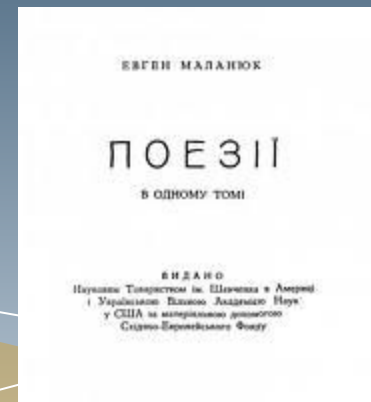 ЕВГЕН МАЛАНЮК
ПОЕЗІЇ
В ОДНОМУ ТОМІ
ВИДАНО
Науковим Товариством ім. Шевченка в Америці
і Українською Вільною Академією Наук
у США за матеріяльною допомогою
Східньо-Европейського Фонду